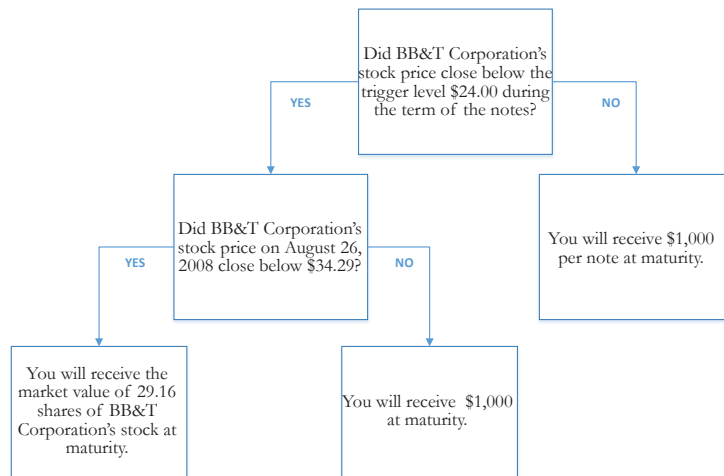 Did BB&T Corporation's
stock price close below the
trigger level $24.00 during
the term of the notes?
YES
NO
Did BB&T Corporation's
stock price on August 26,
2008 close below $34.29?
You will receive $1,000
per note at maturity.
YES
NO
You will receive the
market value of 29.16
shares of BB&T
Corporation's stock at
maturity.
You will receive $1,000
at maturity.